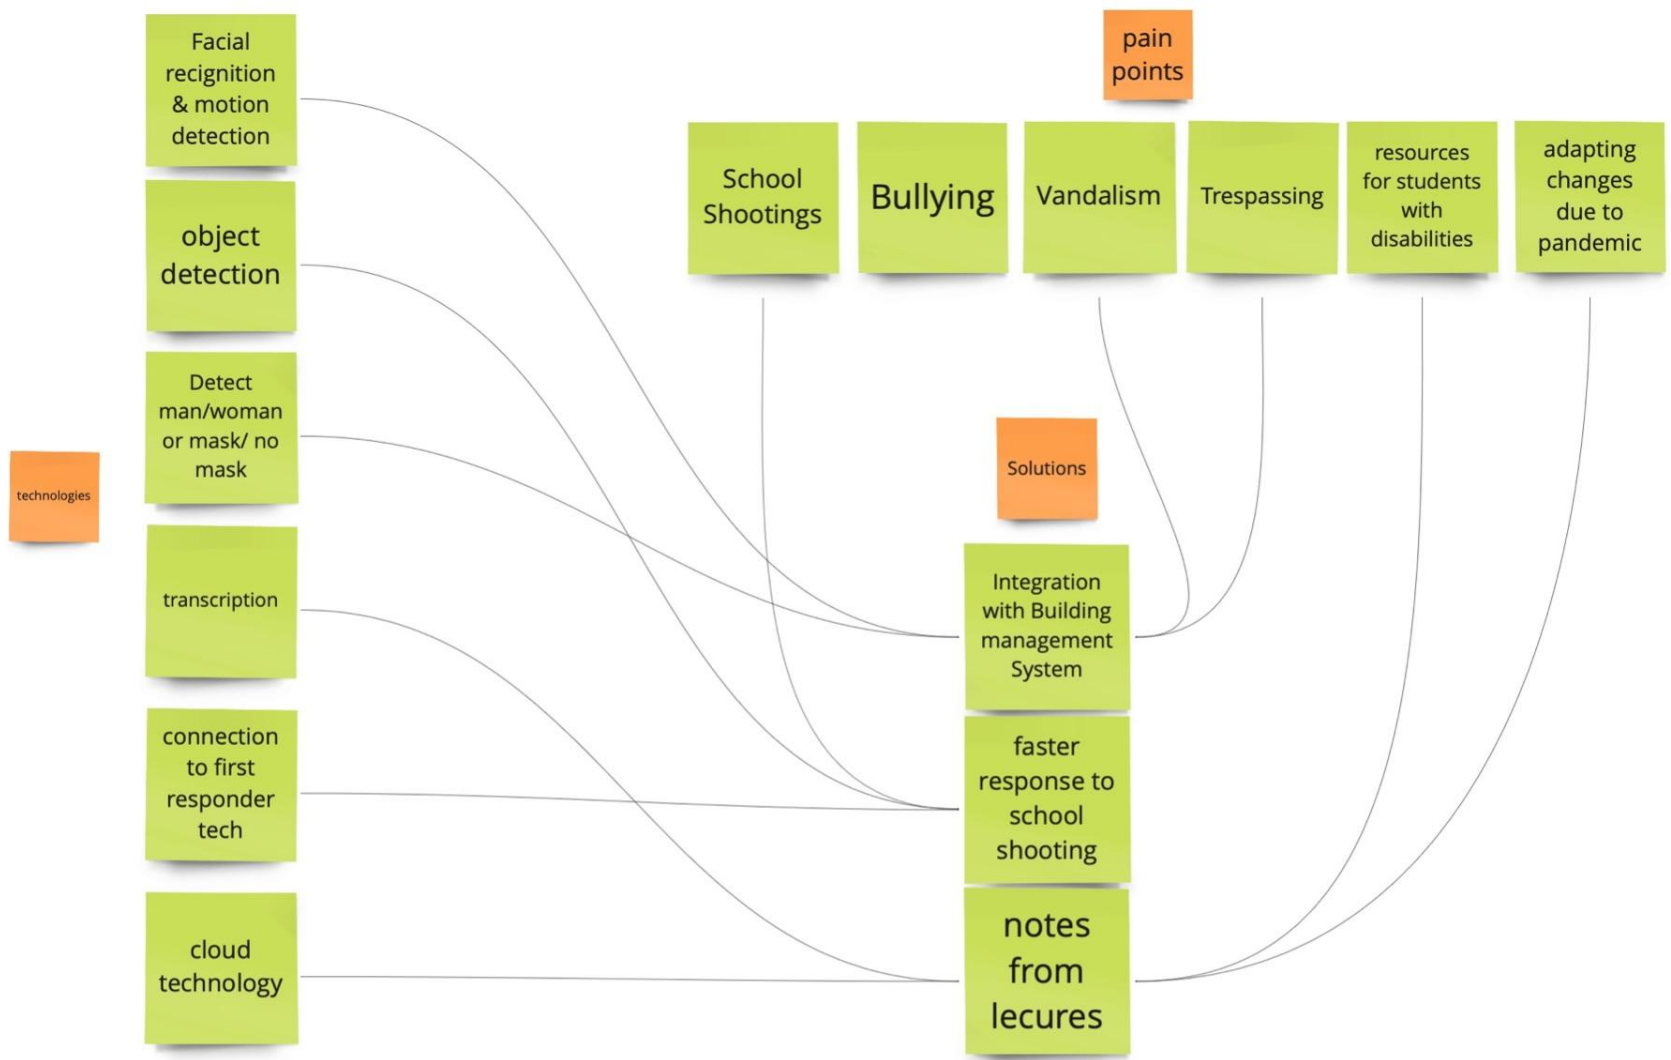 Facial
recignition
& motion
detection
object
detection
Detect
man/woman
or mask/ no
mask
technologies
transcription
connection
to first
responder
tech
cloud
technology
pain
points
School
Shootings
Bullying
Vandalism
Trespassing
resources
for students
with
disabilities
adapting
changes
due to
pandemic
Solutions
Integration
with Building
management
System
faster
response to
school
shooting
notes
from
lecures